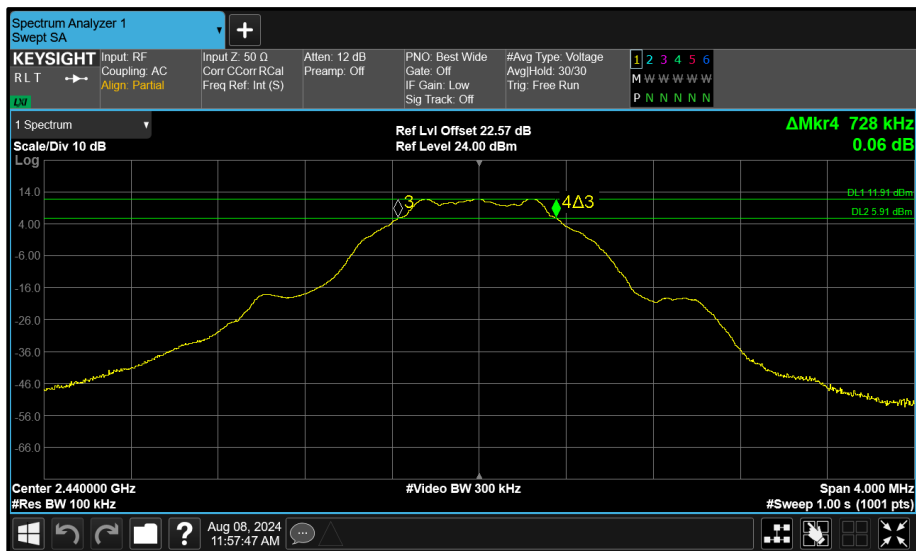 Spectrum Analyzer 1
Swept SA
KEYSIGHT
R L T
LXI
Input: RF
Coupling: AC
Align: Partial
Input Z: 50 Ω
Corr CCorr RCal
Freq Ref: Int (S)
Atten: 12 dB
Preamp: Off
PNO: Best Wide
Gate: Off
IF Gain: Low
Sig Track: Off
#Avg Type: Voltage
Avg|Hold: 30/30
Trig: Free Run
1 2 3 4 5 6
M W W W W W
P N N N N N
1 Spectrum
Scale/Div 10 dB
Log
Ref Lvl Offset 22.57 dB
Ref Level 24.00 dBm
ΔMkr4 728 kHz
0.06 dB
14.0
4.00
-6.00
-16.0
-26.0
-36.0
-46.0
-56.0
-66.0
3
4Δ3
DL1 11.91 dBm
DL2 5.91 dBm
Center 2.440000 GHz
#Res BW 100 kHz
#Video BW 300 kHz
Span 4.000 MHz
#Sweep 1.00 s (1001 pts)
?
Aug 08, 2024
11:57:47 AM